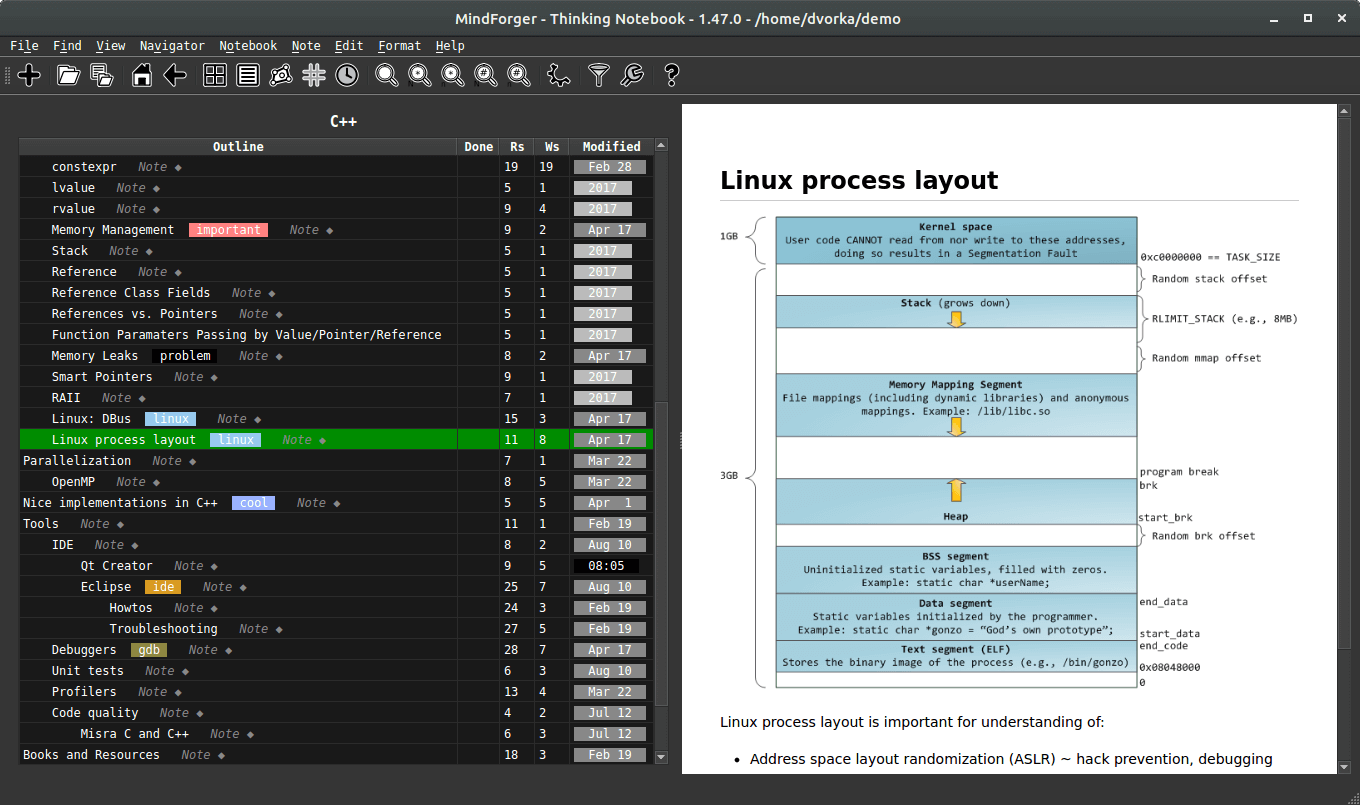 MindForger - Thinking Notebook - 1.47.0 - /home/dvorka/demo
File Find View Navigator Notebook Note Edit Format Help
C++
Outline Done Rs Ws Modified
constexpr Note ◆ 19 19 Feb 28
lvalue Note ◆ 5 1 2017
rvalue Note ◆ 9 4 2017
Memory Management important Note ◆ 9 2 Apr 17
Stack Note ◆ 5 1 2017
Reference Note ◆ 5 1 2017
Reference Class Fields Note ◆ 5 1 2017
References vs. Pointers Note ◆ 5 1 2017
Function Paramaters Passing by Value/Pointer/Reference 5 1 2017
Memory Leaks problem Note ◆ 8 2 Apr 17
Smart Pointers Note ◆ 9 1 2017
RAII Note ◆ 7 1 2017
Linux: DBus linux Note ◆ 15 3 Apr 17
Linux process layout linux Note ◆ 11 8 Apr 17
Parallelization Note ◆ 7 1 Mar 22
OpenMP Note ◆ 8 5 Mar 22
Nice implementations in C++ cool Note ◆ 5 5 Apr 1
Tools Note ◆ 11 1 Feb 19
IDE Note ◆ 8 2 Aug 10
Qt Creator Note ◆ 9 5 08:05
Eclipse ide Note ◆ 25 7 Aug 10
Howtos Note ◆ 24 3 Feb 19
Troubleshooting Note ◆ 27 5 Feb 19
Debuggers gdb Note ◆ 28 7 Apr 17
Unit tests Note ◆ 6 3 Aug 10
Profilers Note ◆ 13 4 Mar 22
Code quality Note ◆ 4 2 Jul 12
Misra C and C++ Note ◆ 6 3 Jul 12
Books and Resources Note ◆ 18 3 Feb 19
Linux process layout
1GB
Kernel space
User code CANNOT read from nor write to these addresses,
doing so results in a Segmentation Fault
0xc0000000 == TASK_SIZE
Random stack offset
Stack (grows down)
RLIMIT_STACK (e.g., 8MB)
Random mmap offset
Memory Mapping Segment
File mappings (including dynamic libraries) and anonymous
mappings. Example: /lib/libc.so
3GB
program break
brk
Heap
start_brk
Random brk offset
BSS segment
Uninitialized static variables, filled with zeros.
Example: static char *userName;
Data segment
end_data
Static variables initialized by the programmer.
Example: static char *gonzo = “God’s own prototype”;
start_data
end_code
Text segment (ELF)
Stores the binary image of the process (e.g., /bin/gonzo)
0x08048000
0
Linux process layout is important for understanding of:
• Address space layout randomization (ASLR) ~ hack prevention, debugging